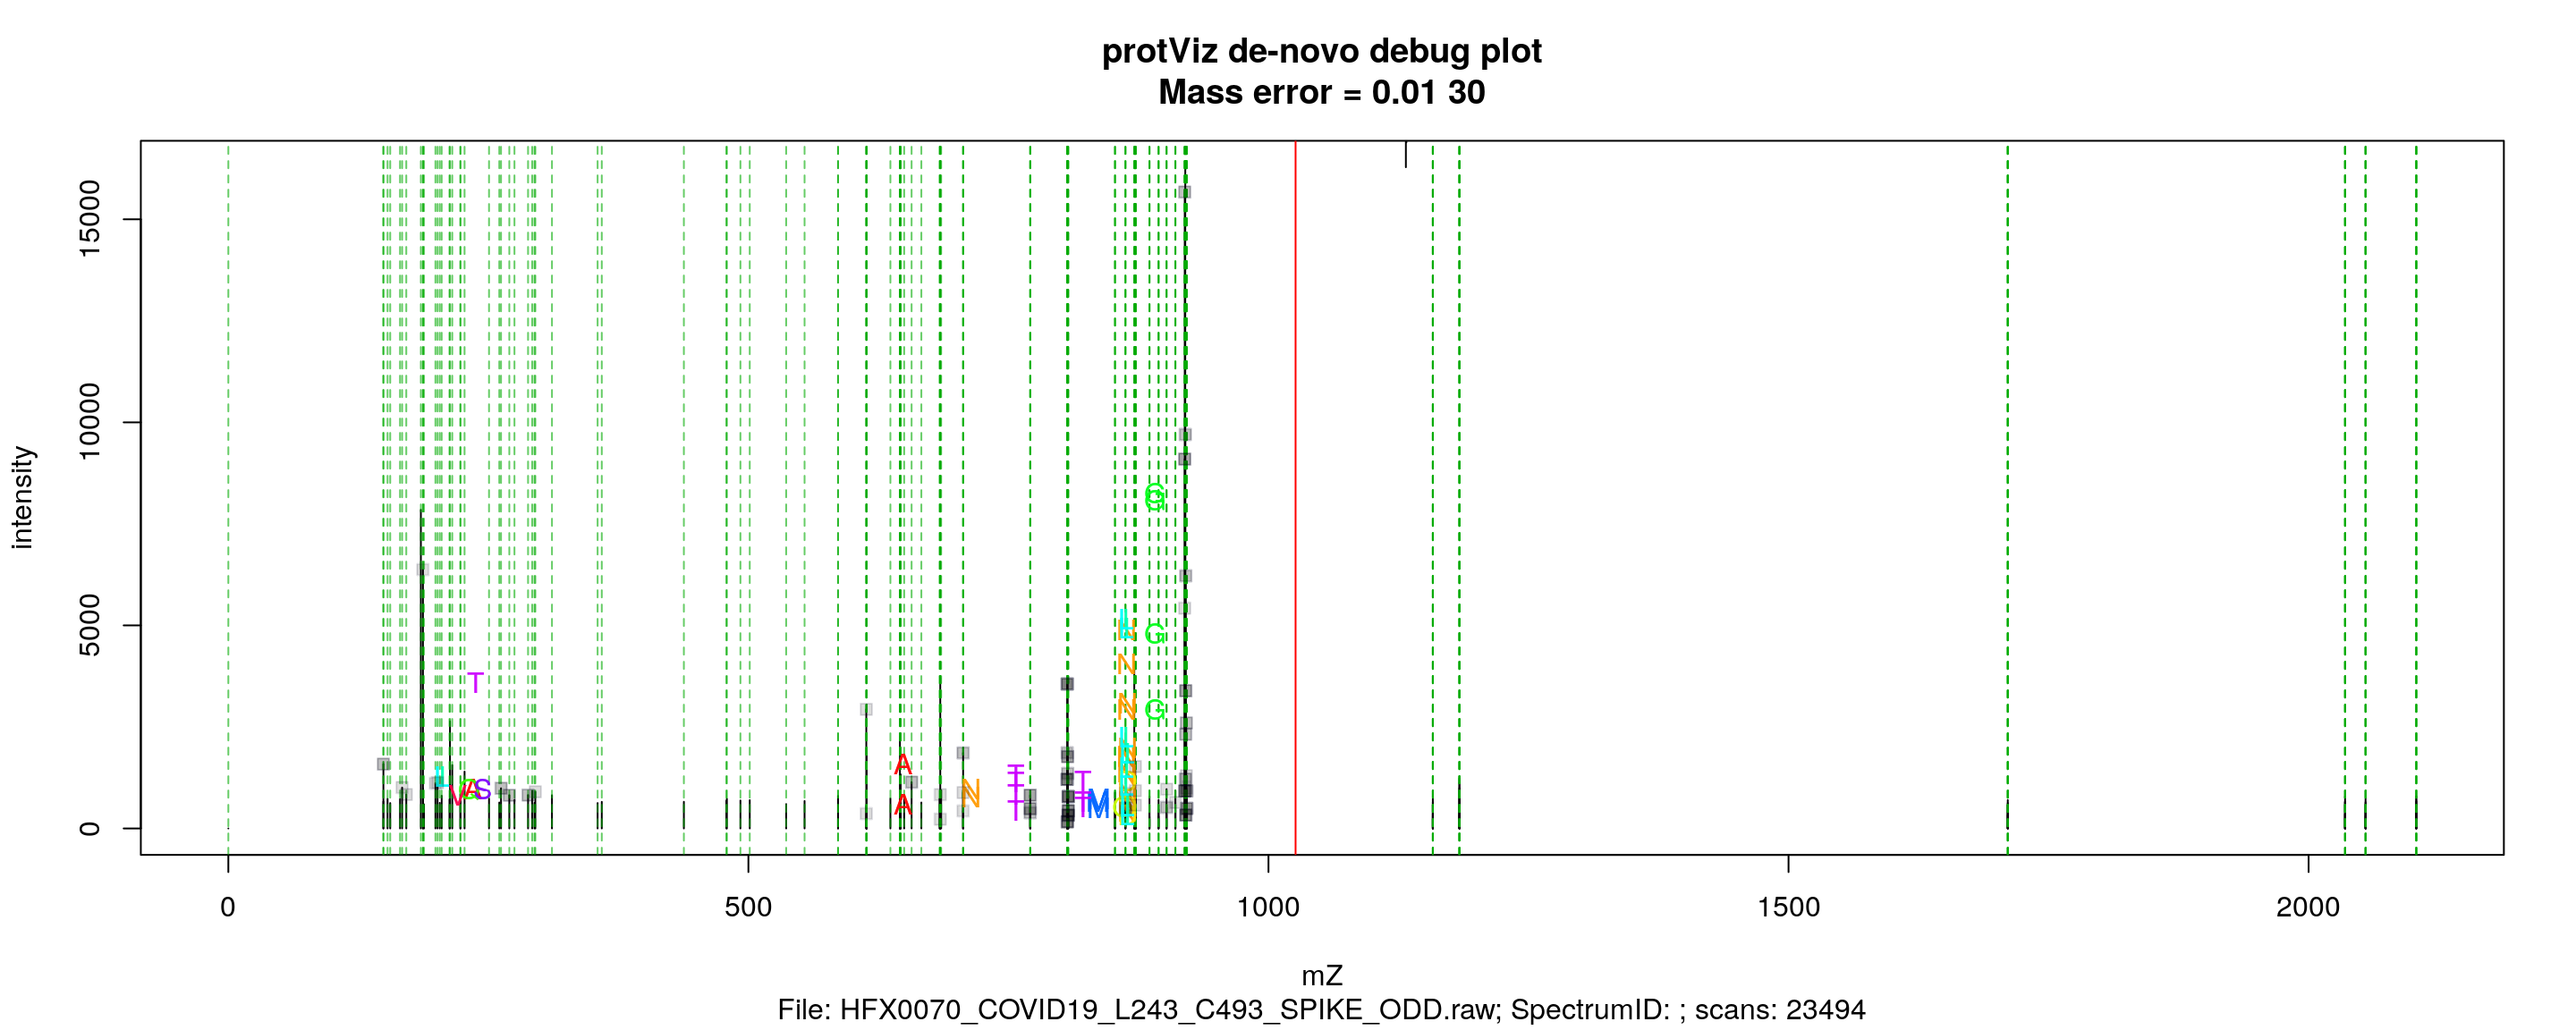 protViz de-novo debug plot
Mass error = 0.01 30
intensity
15000
10000
5000
0
G
G
L
N
G
N
T
N
G
L
N
A
T
T
L
V
A
S
A
N
T
T
M
0 500 1000 1500 2000
mZ
File: HFX0070_COVID19_L243_C493_SPIKE_ODD.raw; SpectrumID: ; scans: 23494